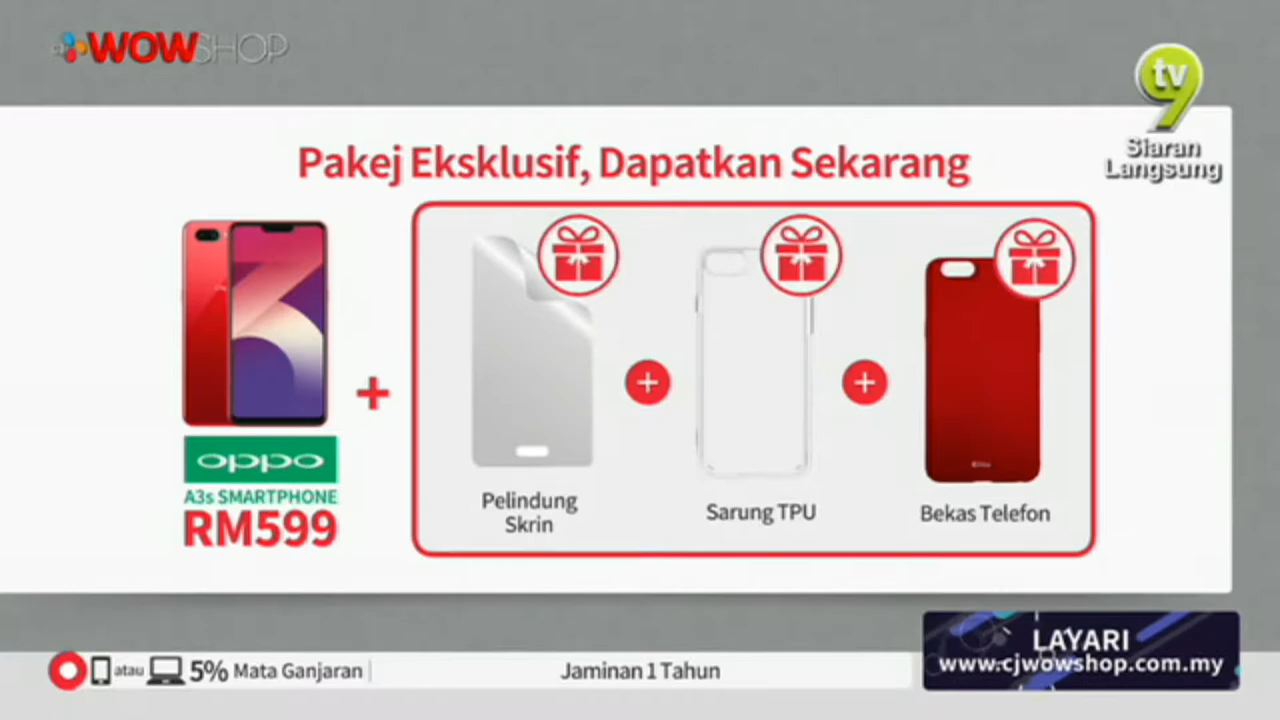 WOWSHOP
tv9
Siaran
Langsung
Pakej Eksklusif, Dapatkan Sekarang
oppo
A3s SMARTPHONE
RM599
Pelindung
Skrin
Sarung TPU
Bekas Telefon
atau 5% Mata Ganjaran
Jaminan 1 Tahun
LAYARI
www.cjwowshop.com.my